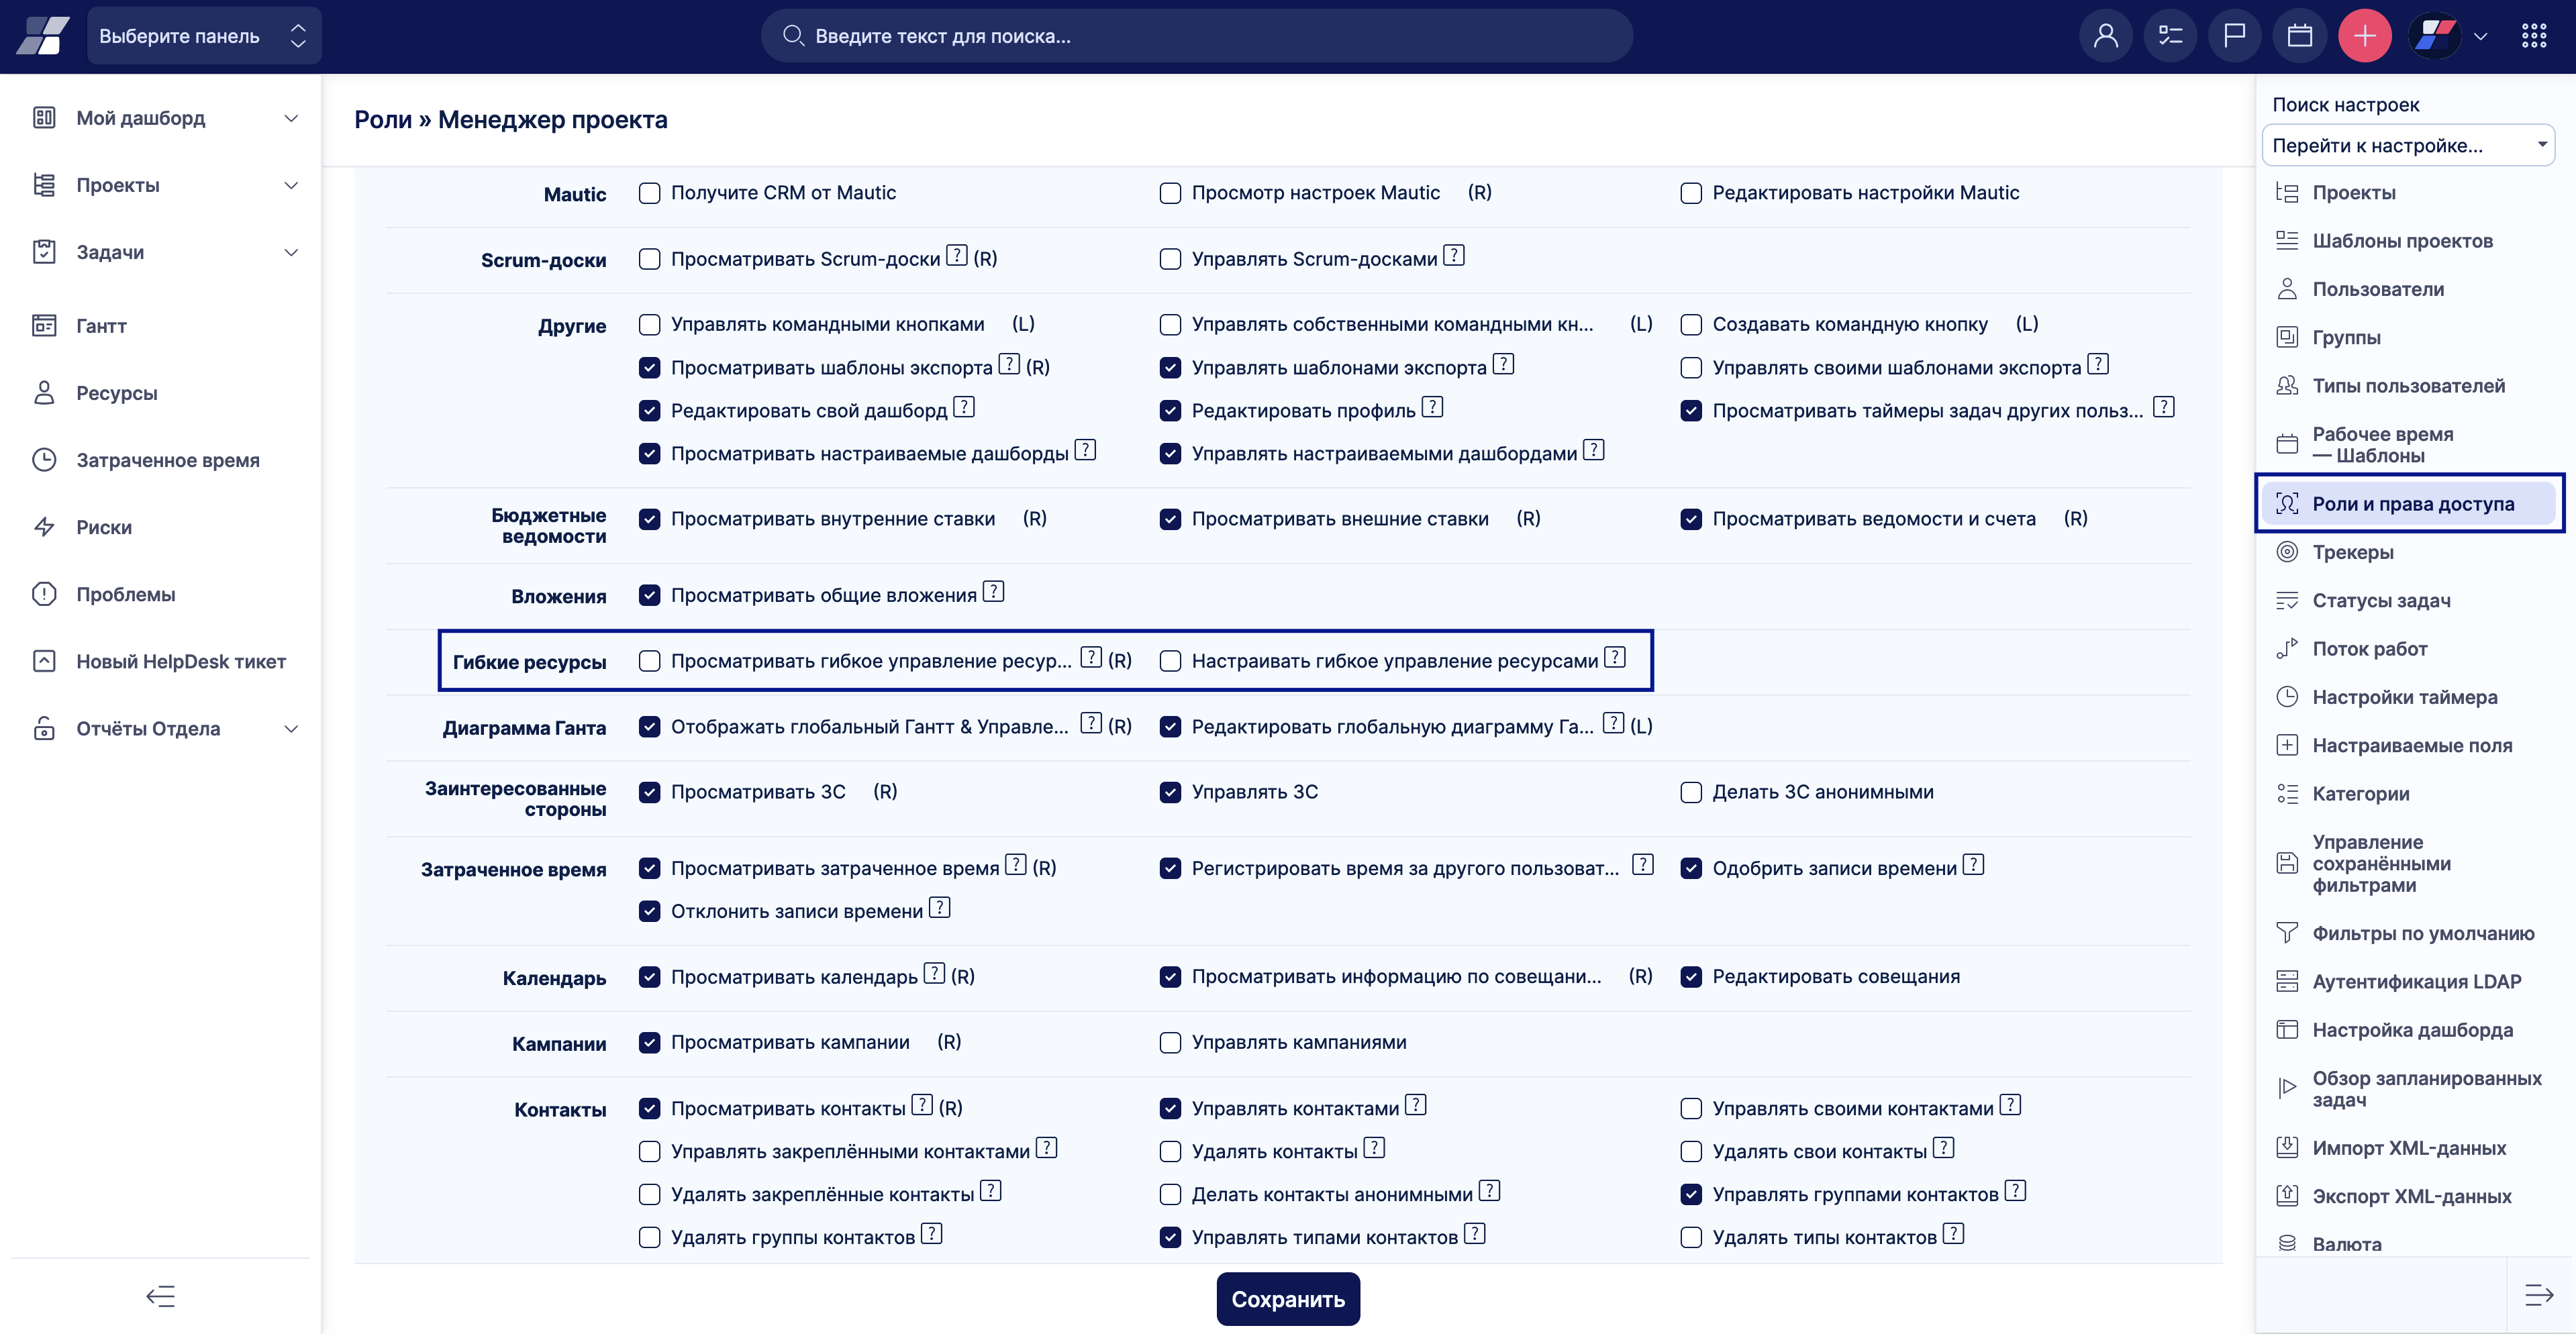 Выберите панель
Введите текст для поиска...
Мой дашборд
Проекты
Задачи
Гантт
Ресурсы
Затраченное время
Риски
Проблемы
Новый HelpDesk тикет
Отчёты Отдела
Роли » Менеджер проекта
Mautic
Получите CRM от Mautic
Просмотр настроек Mautic (R)
Редактировать настройки Mautic
Scrum-доски
Просматривать Scrum-доски ? (R)
Управлять Scrum-досками ?
Другие
Управлять командными кнопками (L)
Управлять собственными командными кн... (L)
Создавать командную кнопку (L)
Просматривать шаблоны экспорта ? (R)
Управлять шаблонами экспорта ?
Управлять своими шаблонами экспорта ?
Редактировать свой дашборд ?
Редактировать профиль ?
Просматривать таймеры задач других польз... ?
Просматривать настраиваемые дашборды ?
Управлять настраиваемыми дашбордами ?
Бюджетные
ведомости
Просматривать внутренние ставки (R)
Просматривать внешние ставки (R)
Просматривать ведомости и счета (R)
Вложения
Просматривать общие вложения ?
Гибкие ресурсы
Просматривать гибкое управление ресур... ? (R)
Настраивать гибкое управление ресурсами ?
Диаграмма Ганта
Отображать глобальный Гантт & Управле... ? (R)
Редактировать глобальную диаграмму Га... ? (L)
Заинтересованные
стороны
Просматривать ЗС (R)
Управлять ЗС
Делать ЗС анонимными
Затраченное время
Просматривать затраченное время ? (R)
Регистрировать время за другого пользоват... ?
Одобрить записи времени ?
Отклонить записи времени ?
Календарь
Просматривать календарь ? (R)
Просматривать информацию по совещани... (R)
Редактировать совещания
Кампании
Просматривать кампании (R)
Управлять кампаниями
Контакты
Просматривать контакты ? (R)
Управлять контактами ?
Управлять своими контактами ?
Управлять закреплёнными контактами ?
Удалять контакты ?
Удалять свои контакты ?
Удалять закреплённые контакты ?
Делать контакты анонимными ?
Управлять группами контактов ?
Удалять группы контактов ?
Управлять типами контактов ?
Удалять типы контактов ?
Сохранить
Поиск настроек
Перейти к настройке...
Проекты
Шаблоны проектов
Пользователи
Группы
Типы пользователей
Рабочее время
— Шаблоны
Роли и права доступа
Трекеры
Статусы задач
Поток работ
Настройки таймера
Настраиваемые поля
Категории
Управление
сохранёнными
фильтрами
Фильтры по умолчанию
Аутентификация LDAP
Настройка дашборда
Обзор запланированных
задач
Импорт XML-данных
Экспорт XML-данных
Валюта